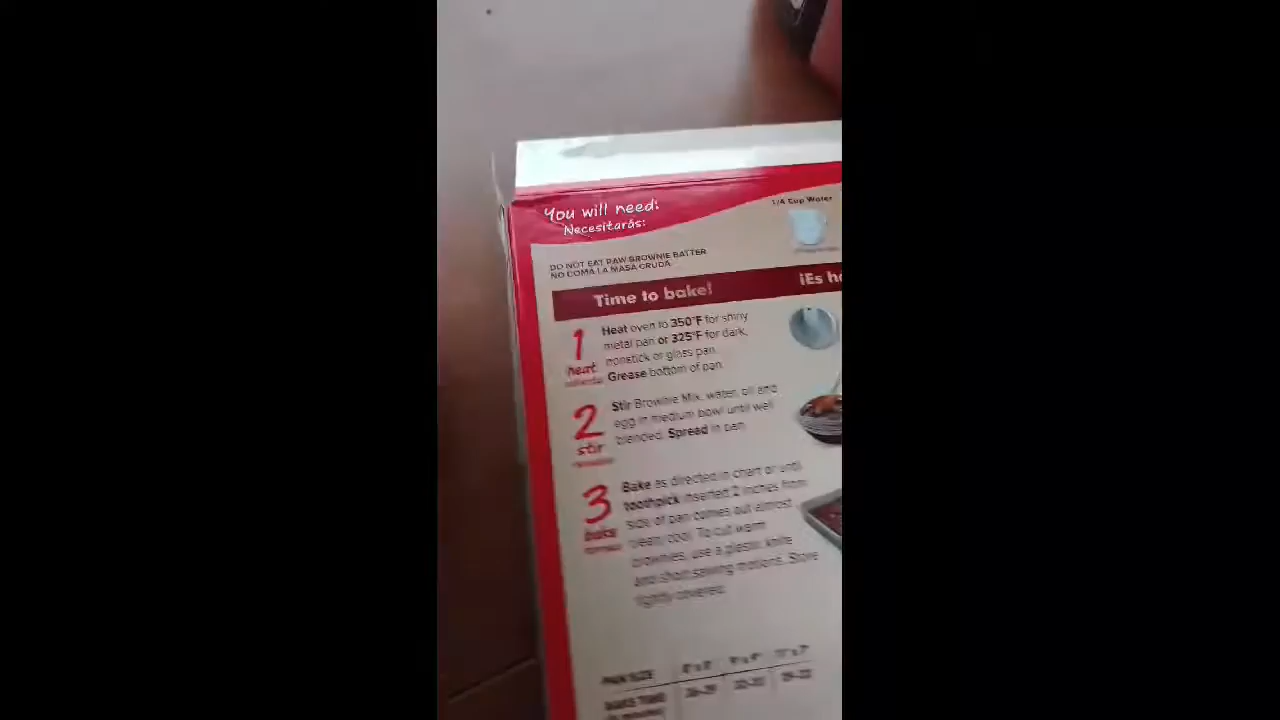 You will need:
Necesitarás:
1/4 Cup Water
DO NOT EAT RAW BROWNIE BATTER
NO COMA LA MASA CRUDA
Time to bake!
¡Es ho
1
heat
Heat oven to 350°F for shiny
metal pan or 325°F for dark,
nonstick or glass pan.
Grease bottom of pan.
2
stir
Stir Brownie Mix, water, oil and
egg in medium bowl until well
blended. Spread in pan.
3
bake
Bake as directed in chart or until
toothpick inserted 2 inches from
side of pan comes out almost
clean; cool. To cut warm
brownies, use a plastic knife
and short sawing motions. Store
tightly covered.
PAN SIZE
BAKE TIME